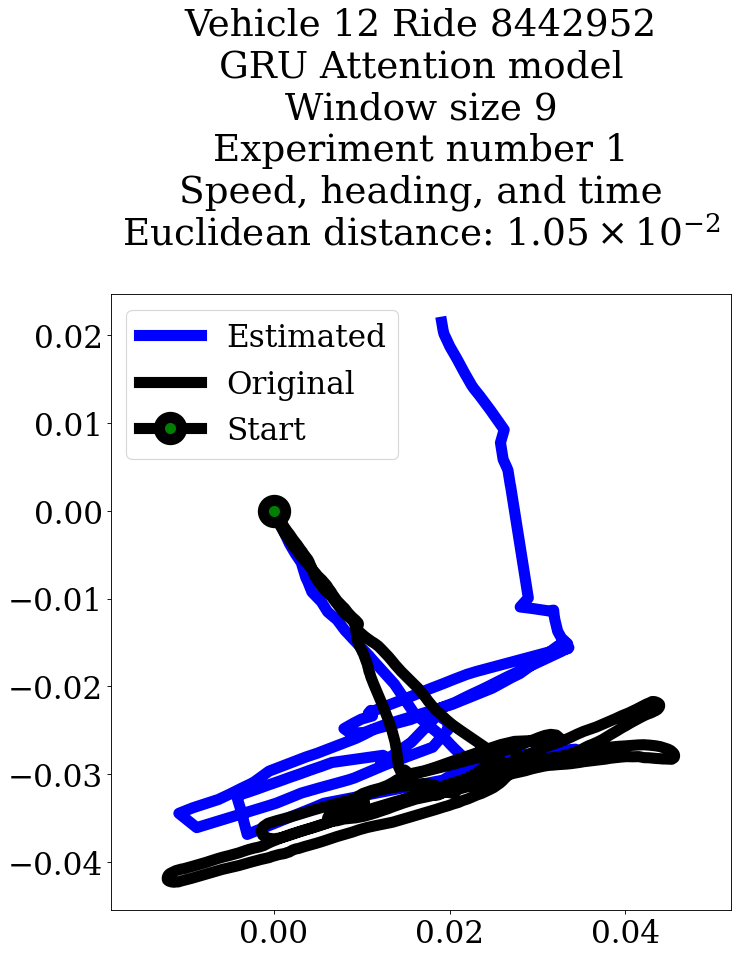 Vehicle 12 Ride 8442952
GRU Attention model
Window size 9
Experiment number 1
Speed, heading, and time
Euclidean distance: 1.05 × 10⁻²
Estimated
Original
Start
0.02
0.01
0.00
−0.01
−0.02
−0.03
−0.04
0.00 0.02 0.04